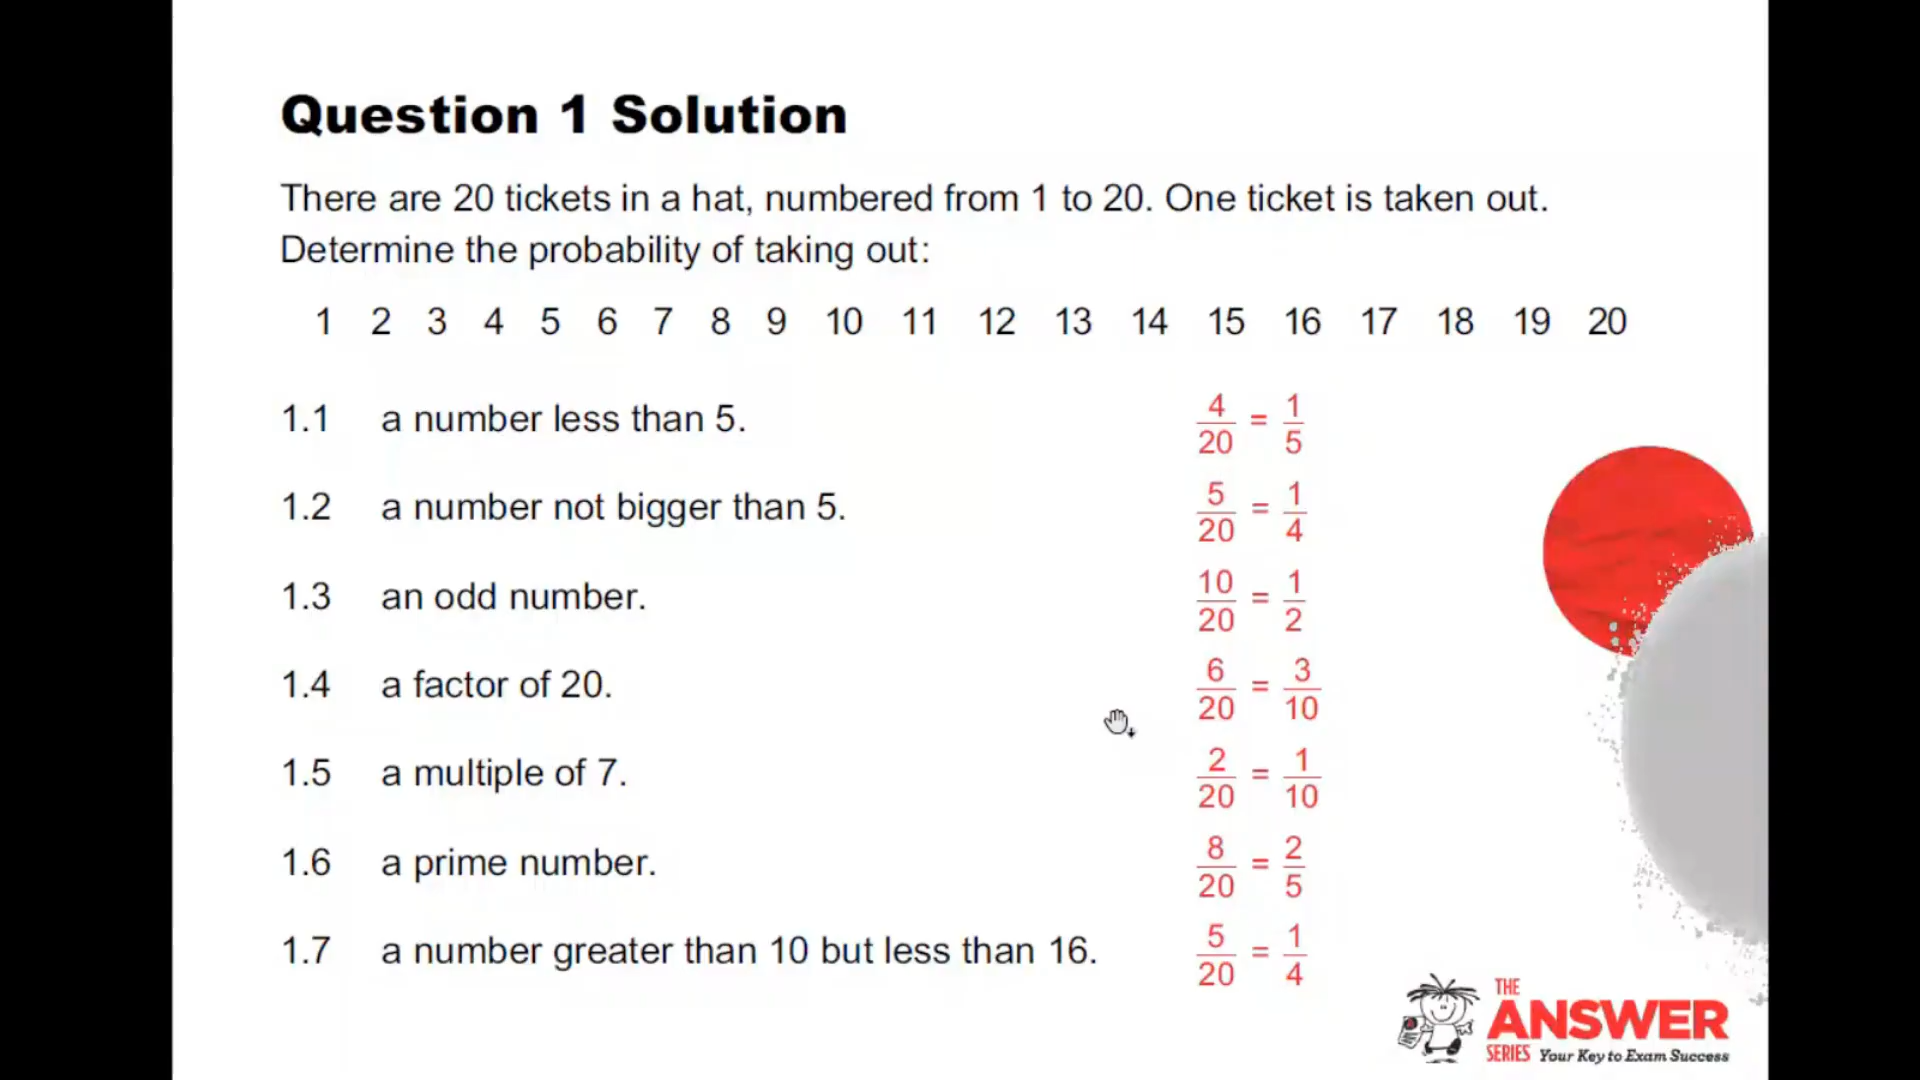 Question 1 Solution
There are 20 tickets in a hat, numbered from 1 to 20. One ticket is taken out.
Determine the probability of taking out:
1 2 3 4 5 6 7 8 9 10 11 12 13 14 15 16 17 18 19 20
1.1 a number less than 5. 4/20 = 1/5
1.2 a number not bigger than 5. 5/20 = 1/4
1.3 an odd number. 10/20 = 1/2
1.4 a factor of 20. 6/20 = 3/10
1.5 a multiple of 7. 2/20 = 1/10
1.6 a prime number. 8/20 = 2/5
1.7 a number greater than 10 but less than 16. 5/20 = 1/4
THE
ANSWER
SERIES Your Key to Exam Success